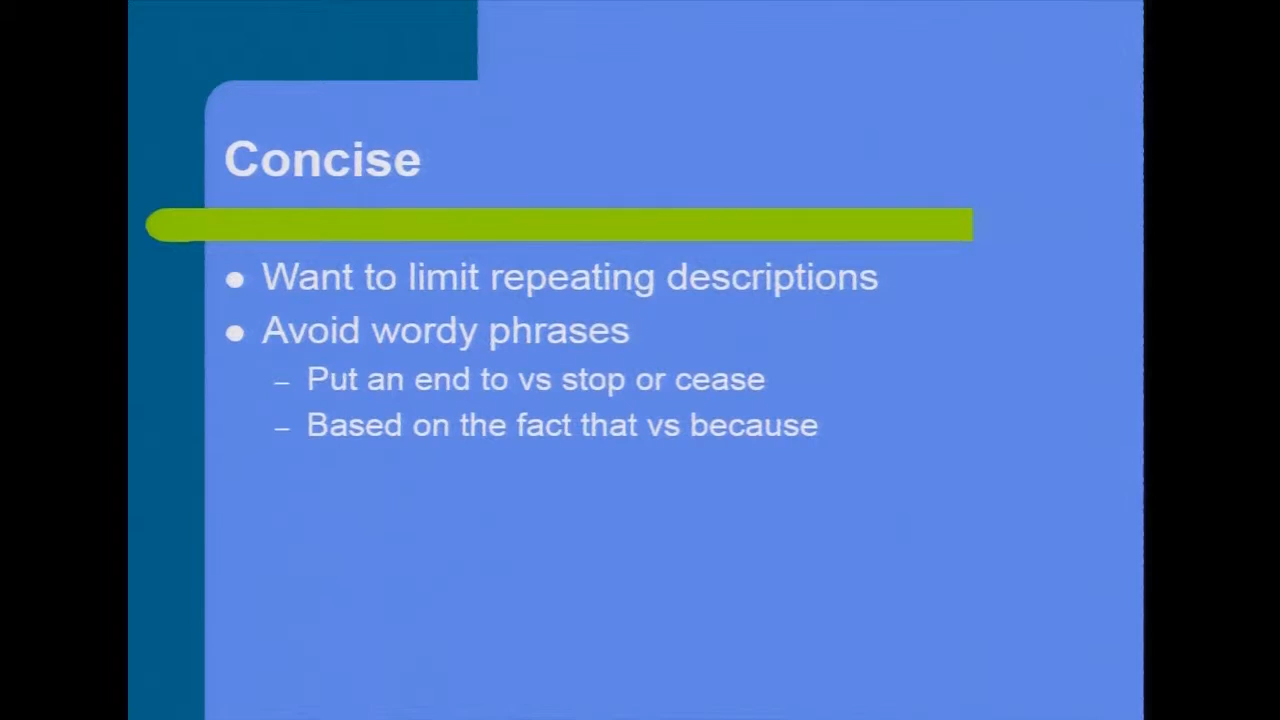 Concise
● Want to limit repeating descriptions
● Avoid wordy phrases
– Put an end to vs stop or cease
– Based on the fact that vs because